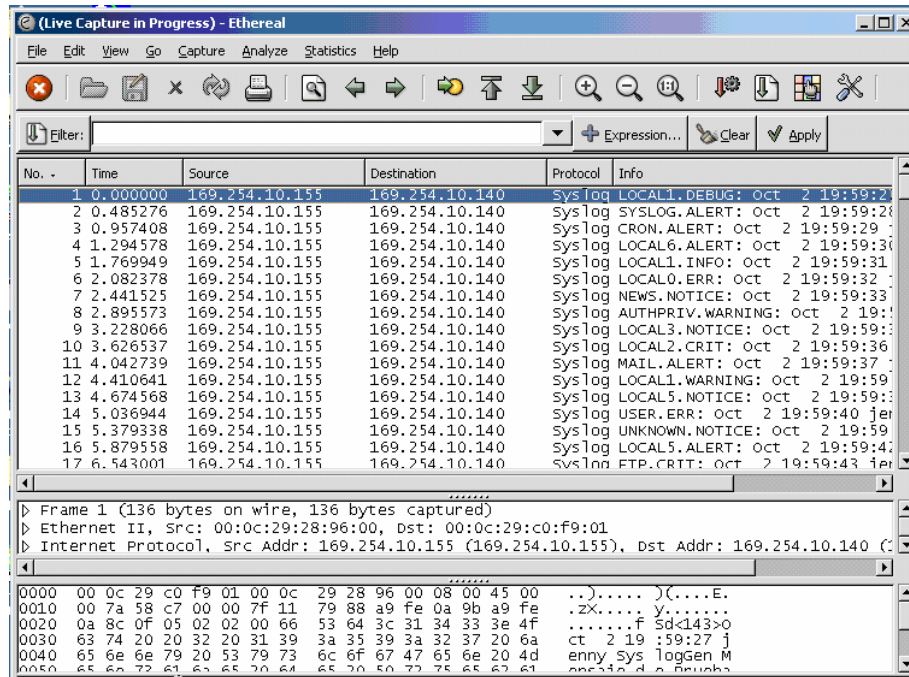 (Live Capture in Progress) - Ethereal
File Edit View Go Capture Analyze Statistics Help
Filter: Expression... Clear Apply
No. - Time Source Destination Protocol Info
1 0.000000 169.254.10.155 169.254.10.140 Syslog LOCAL1.DEBUG: Oct 2 19:59:27
2 0.485276 169.254.10.155 169.254.10.140 Syslog SYSLOG.ALERT: Oct 2 19:59:28
3 0.957408 169.254.10.155 169.254.10.140 Syslog CRON.ALERT: Oct 2 19:59:29
4 1.294578 169.254.10.155 169.254.10.140 Syslog LOCAL6.ALERT: Oct 2 19:59:30
5 1.769949 169.254.10.155 169.254.10.140 Syslog LOCAL1.INFO: Oct 2 19:59:31
6 2.082378 169.254.10.155 169.254.10.140 Syslog LOCAL0.ERR: Oct 2 19:59:32
7 2.441525 169.254.10.155 169.254.10.140 Syslog NEWS.NOTICE: Oct 2 19:59:33
8 2.895573 169.254.10.155 169.254.10.140 Syslog AUTHPRIV.WARNING: Oct 2 19:
9 3.228066 169.254.10.155 169.254.10.140 Syslog LOCAL3.NOTICE: Oct 2 19:59:
10 3.626537 169.254.10.155 169.254.10.140 Syslog LOCAL2.CRIT: Oct 2 19:59:36
11 4.042739 169.254.10.155 169.254.10.140 Syslog MAIL.ALERT: Oct 2 19:59:37
12 4.410641 169.254.10.155 169.254.10.140 Syslog LOCAL1.WARNING: Oct 2 19:59
13 4.674568 169.254.10.155 169.254.10.140 Syslog LOCAL5.NOTICE: Oct 2 19:59:
14 5.036944 169.254.10.155 169.254.10.140 Syslog USER.ERR: Oct 2 19:59:40 jer
15 5.379338 169.254.10.155 169.254.10.140 Syslog UNKNOWN.NOTICE: Oct 2 19:59
16 5.879558 169.254.10.155 169.254.10.140 Syslog LOCAL5.ALERT: Oct 2 19:59:42
17 6.543001 169.254.10.155 169.254.10.140 Syslog FTP.CRIT: Oct 2 19:59:43 jer
Frame 1 (136 bytes on wire, 136 bytes captured)
Ethernet II, Src: 00:0c:29:28:96:00, Dst: 00:0c:29:c0:f9:01
Internet Protocol, Src Addr: 169.254.10.155 (169.254.10.155), Dst Addr: 169.254.10.140 (1
0000 00 0c 29 c0 f9 01 00 0c 29 28 96 00 08 00 45 00 ..)..... )(....E.
0010 00 7a 58 c7 00 00 7f 11 79 88 a9 fe 0a 9b a9 fe .zX..... y.......
0020 0a 8c 0f 05 02 02 00 66 53 64 3c 31 34 33 3e 4f .......f Sd<143>O
0030 63 74 20 20 32 20 31 39 3a 35 39 3a 32 37 20 6a ct 2 19 :59:27 j
0040 65 6e 6e 79 20 53 79 73 6c 6f 67 47 65 6e 20 4d enny Sys logGen M
0050 65 6e 73 61 6a 65 20 64 65 20 50 72 75 65 62 61 ensaje d e Prueba